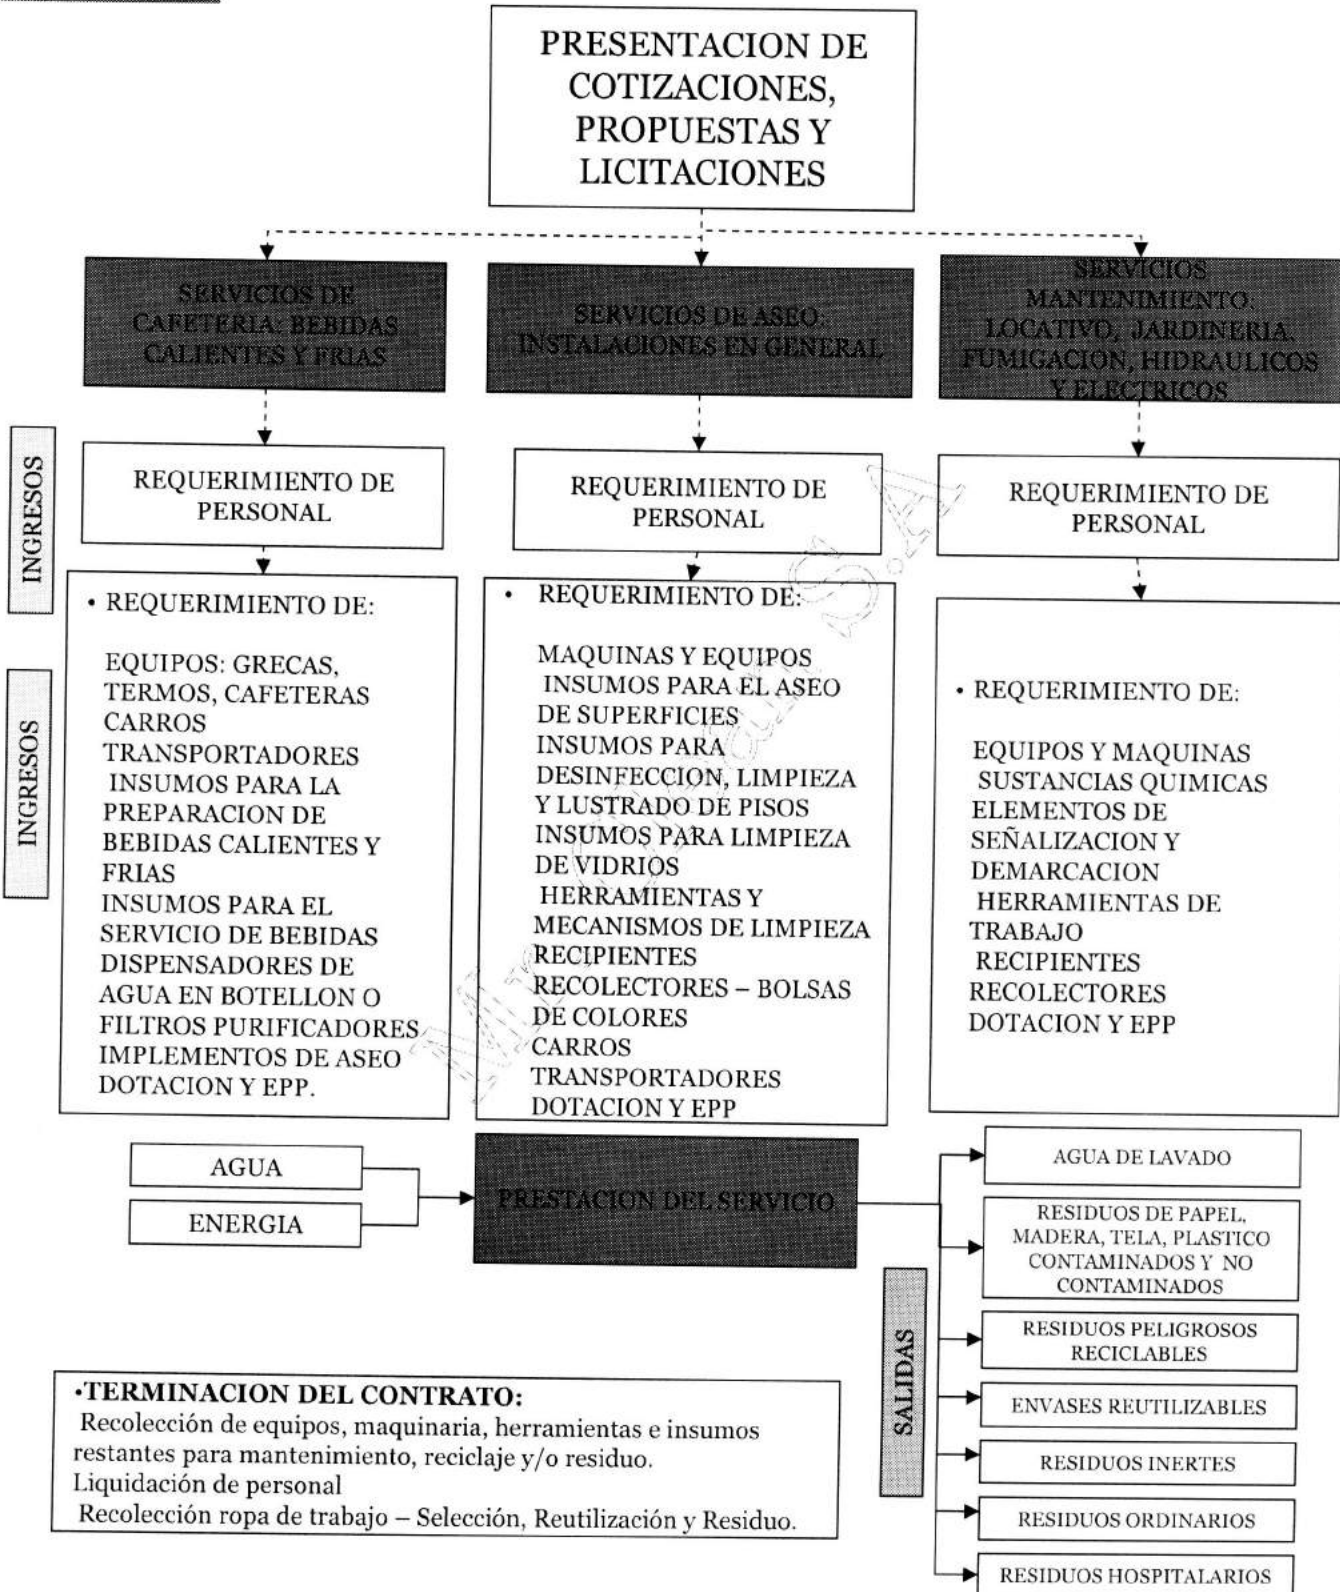 PRESENTACION DE
COTIZACIONES,
PROPUESTAS Y
LICITACIONES
SERVICIOS DE
CAFETERIA: BEBIDAS
CALIENTES Y FRIAS
SERVICIOS DE ASEO:
INSTALACIONES EN GENERAL
SERVICIOS
MANTENIMIENTO:
LOCATIVO, JARDINERIA,
FUMIGACION, HIDRAULICOS
Y ELECTRICOS
INGRESOS
REQUERIMIENTO DE
PERSONAL
REQUERIMIENTO DE
PERSONAL
REQUERIMIENTO DE
PERSONAL
INGRESOS
• REQUERIMIENTO DE:
EQUIPOS: GRECAS,
TERMOS, CAFETERAS
CARROS
TRANSPORTADORES
INSUMOS PARA LA
PREPARACION DE
BEBIDAS CALIENTES Y
FRIAS
INSUMOS PARA EL
SERVICIO DE BEBIDAS
DISPENSADORES DE
AGUA EN BOTELLON O
FILTROS PURIFICADORES
IMPLEMENTOS DE ASEO
DOTACION Y EPP.
• REQUERIMIENTO DE:
MAQUINAS Y EQUIPOS
INSUMOS PARA EL ASEO
DE SUPERFICIES
INSUMOS PARA
DESINFECCION, LIMPIEZA
Y LUSTRADO DE PISOS
INSUMOS PARA LIMPIEZA
DE VIDRIOS
HERRAMIENTAS Y
MECANISMOS DE LIMPIEZA
RECIPIENTES
RECOLECTORES – BOLSAS
DE COLORES
CARROS
TRANSPORTADORES
DOTACION Y EPP
• REQUERIMIENTO DE:
EQUIPOS Y MAQUINAS
SUSTANCIAS QUIMICAS
ELEMENTOS DE
SEÑALIZACION Y
DEMARCACION
HERRAMIENTAS DE
TRABAJO
RECIPIENTES
RECOLECTORES
DOTACION Y EPP
AGUA
ENERGIA
PRESTACION DEL SERVICIO
SALIDAS
AGUA DE LAVADO
RESIDUOS DE PAPEL,
MADERA, TELA, PLASTICO
CONTAMINADOS Y NO
CONTAMINADOS
RESIDUOS PELIGROSOS
RECICLABLES
ENVASES REUTILIZABLES
RESIDUOS INERTES
RESIDUOS ORDINARIOS
RESIDUOS HOSPITALARIOS
•TERMINACION DEL CONTRATO:
Recolección de equipos, maquinaria, herramientas e insumos
restantes para mantenimiento, reciclaje y/o residuo.
Liquidación de personal
Recolección ropa de trabajo – Selección, Reutilización y Residuo.